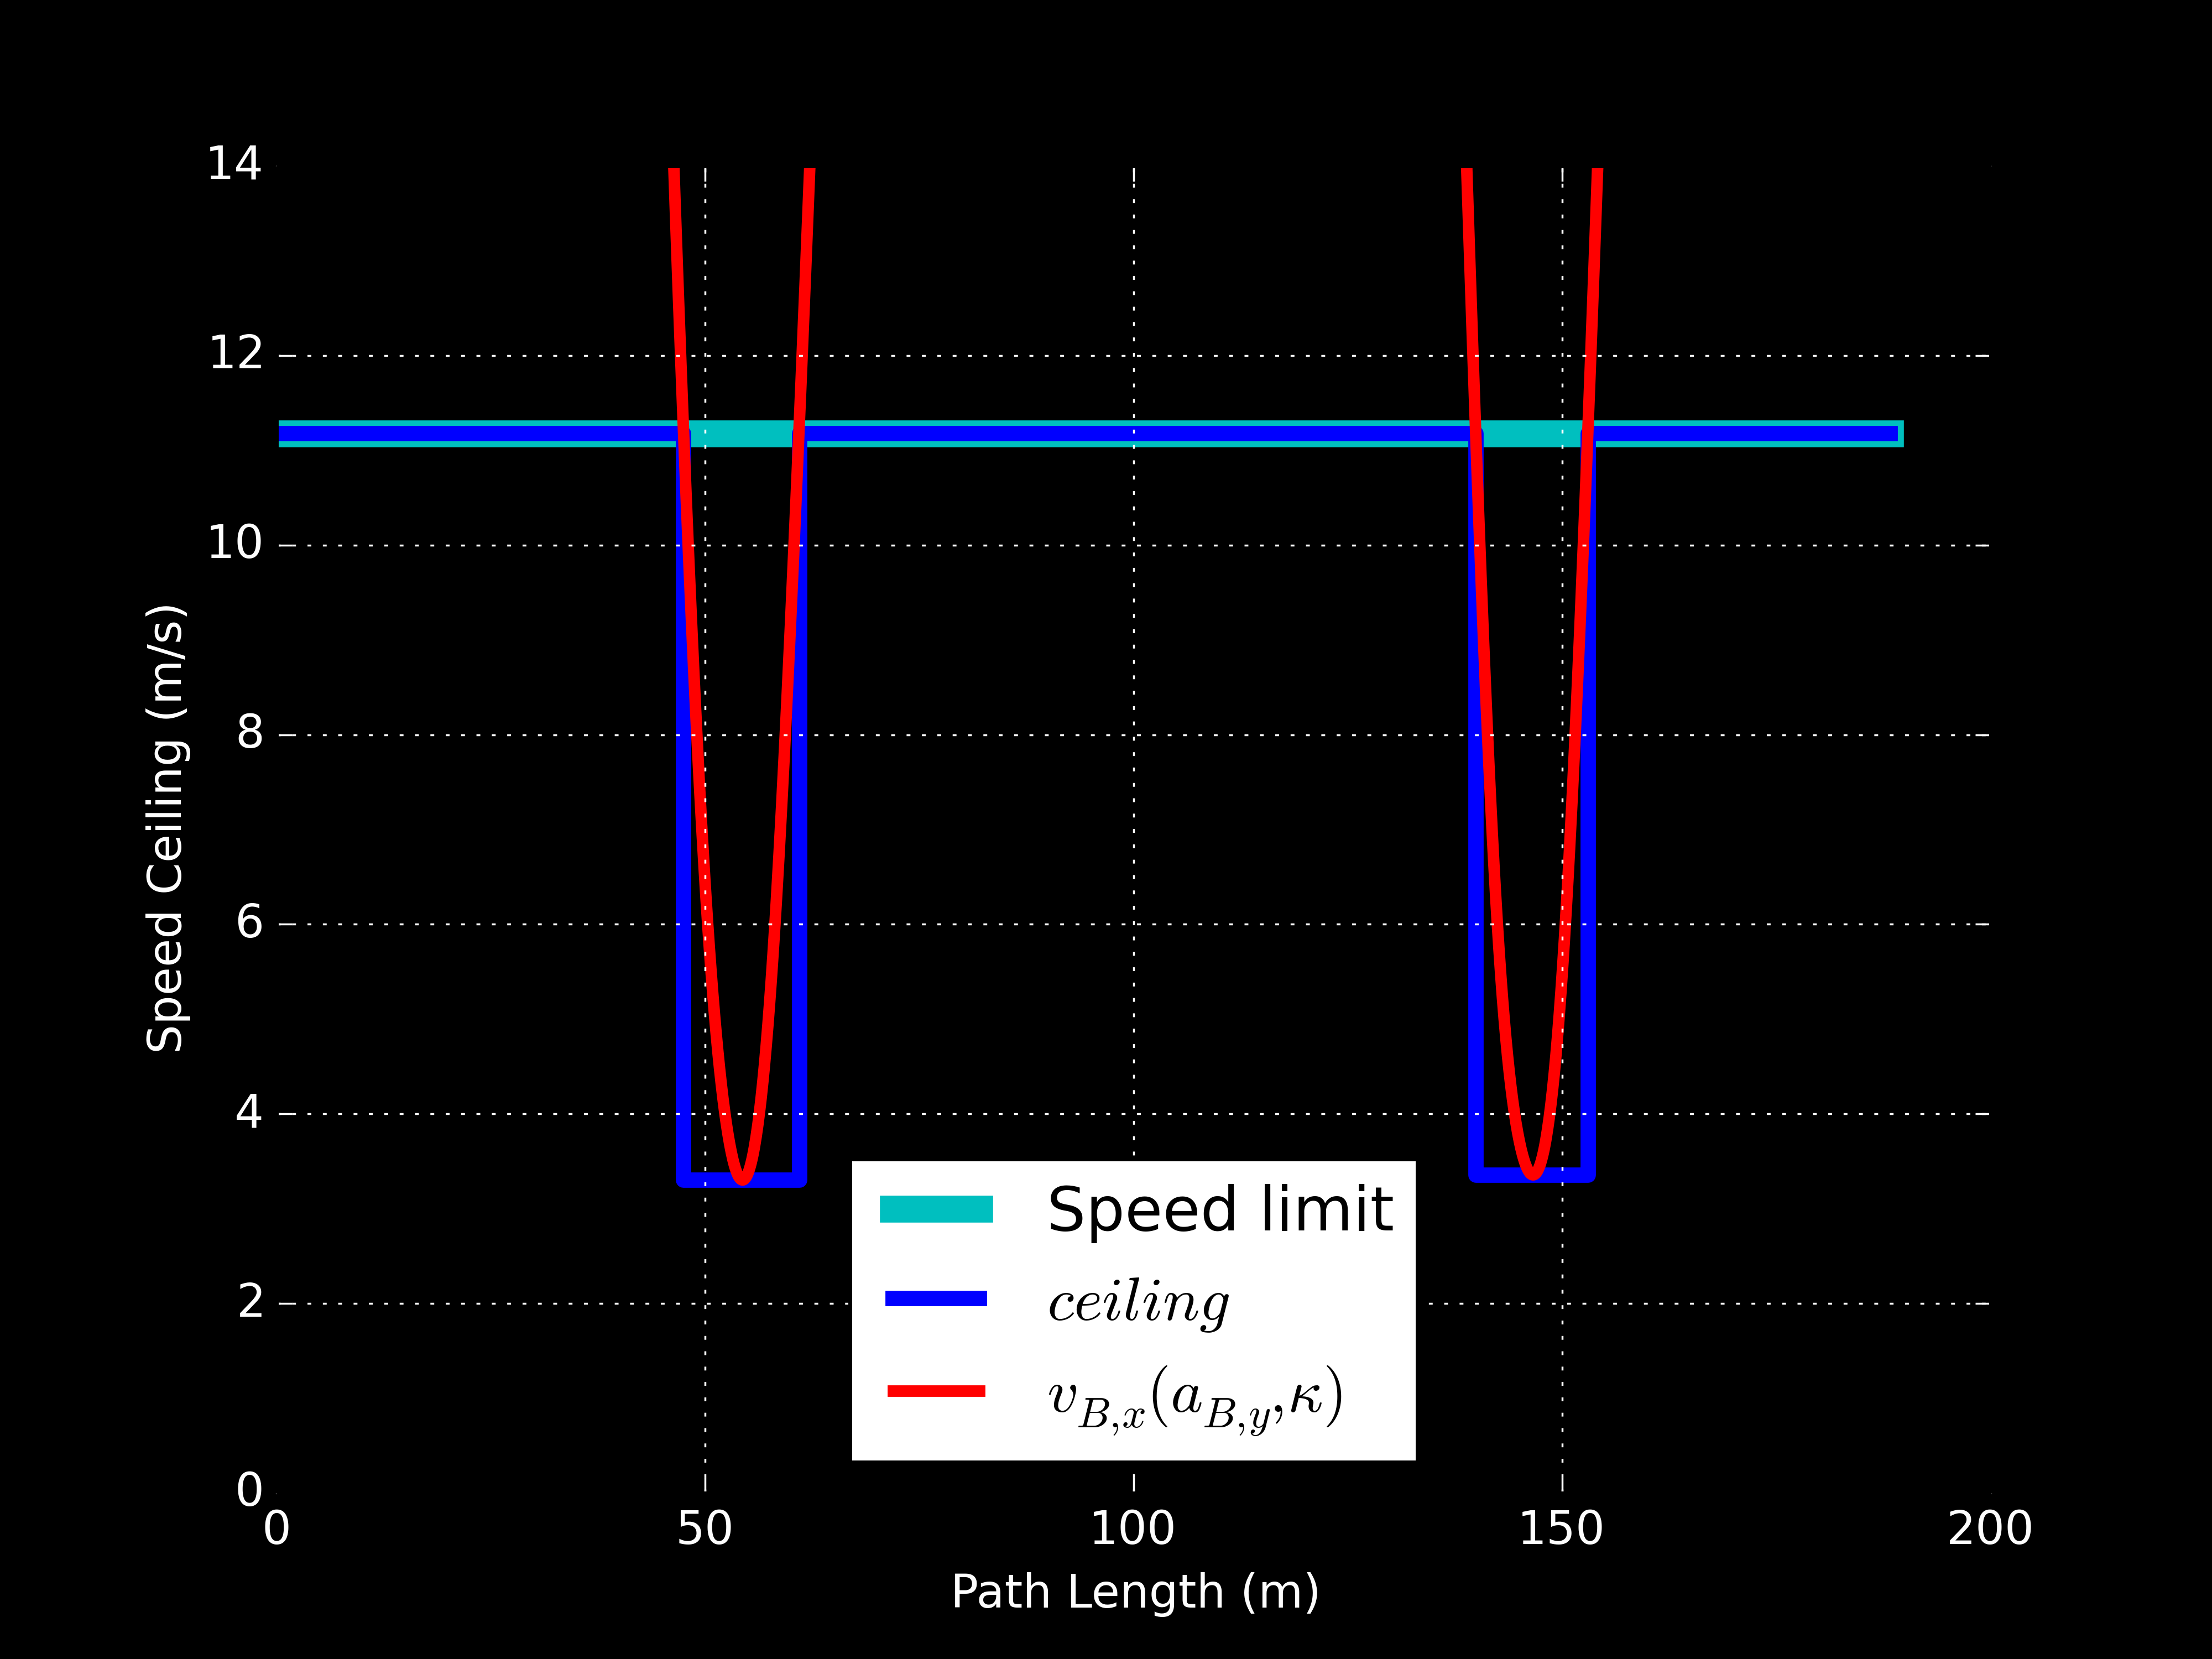 14
12
10
8
6
4
2
0
Speed Ceiling (m/s)
0 50 100 150 200
Path Length (m)
Speed limit
ceiling
v_{B,x}(a_{B,y},κ)